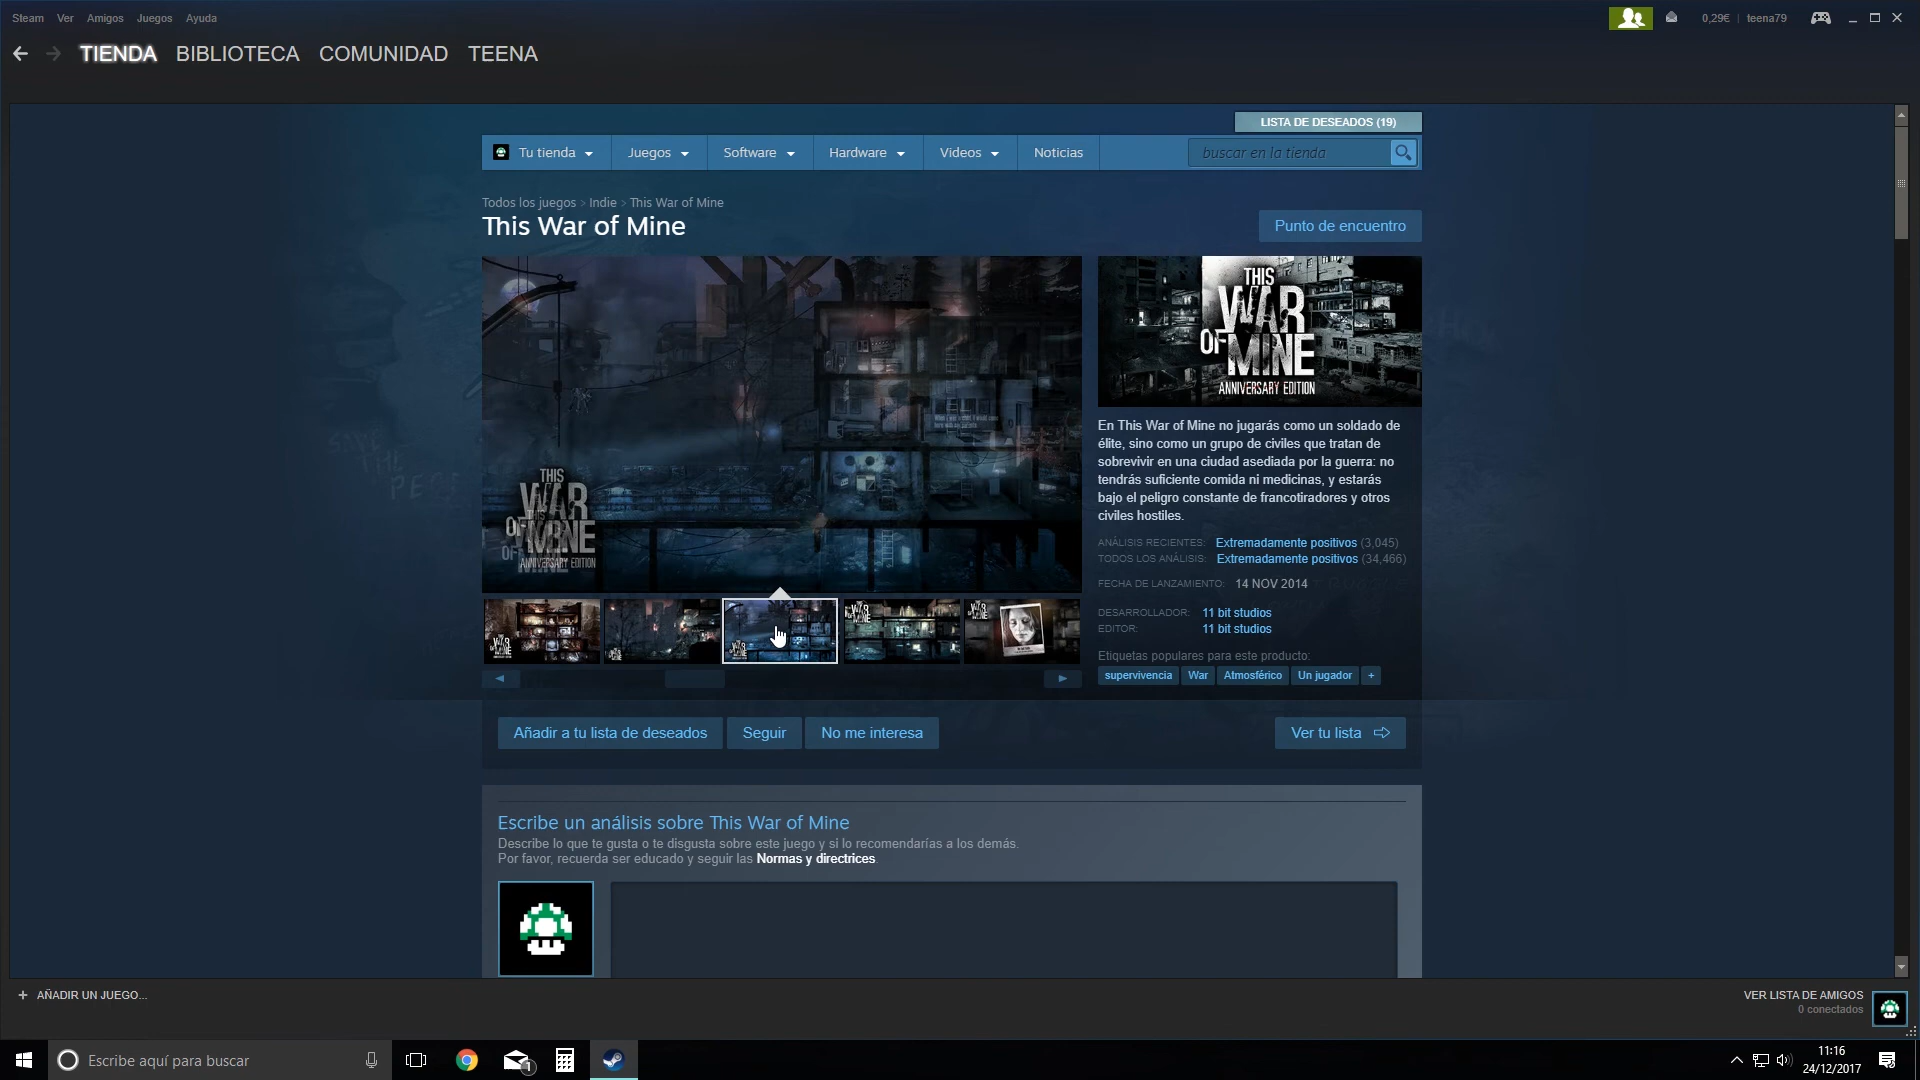 Steam Ver Amigos Juegos Ayuda
0,29€ | teena79
TIENDA BIBLIOTECA COMUNIDAD TEENA
LISTA DE DESEADOS (19)
Tu tienda Juegos Software Hardware Videos Noticias
buscar en la tienda
Todos los juegos > Indie > This War of Mine
This War of Mine
Punto de encuentro
THIS
WAR
OF MINE
ANNIVERSARY EDITION
THIS
WAR
OF MINE
ANNIVERSARY EDITION
En This War of Mine no jugarás como un soldado de
élite, sino como un grupo de civiles que tratan de
sobrevivir en una ciudad asediada por la guerra: no
tendrás suficiente comida ni medicinas, y estarás
bajo el peligro constante de francotiradores y otros
civiles hostiles.
ANÁLISIS RECIENTES: Extremadamente positivos (3,045)
TODOS LOS ANÁLISIS: Extremadamente positivos (34,466)
FECHA DE LANZAMIENTO: 14 NOV 2014
DESARROLLADOR: 11 bit studios
EDITOR: 11 bit studios
Etiquetas populares para este producto:
supervivencia War Atmosférico Un jugador +
Añadir a tu lista de deseados Seguir No me interesa Ver tu lista
Escribe un análisis sobre This War of Mine
Describe lo que te gusta o te disgusta sobre este juego y si lo recomendarías a los demás.
Por favor, recuerda ser educado y seguir las Normas y directrices.
+ AÑADIR UN JUEGO...
VER LISTA DE AMIGOS
0 conectados
Escribe aquí para buscar
1
11:16
24/12/2017